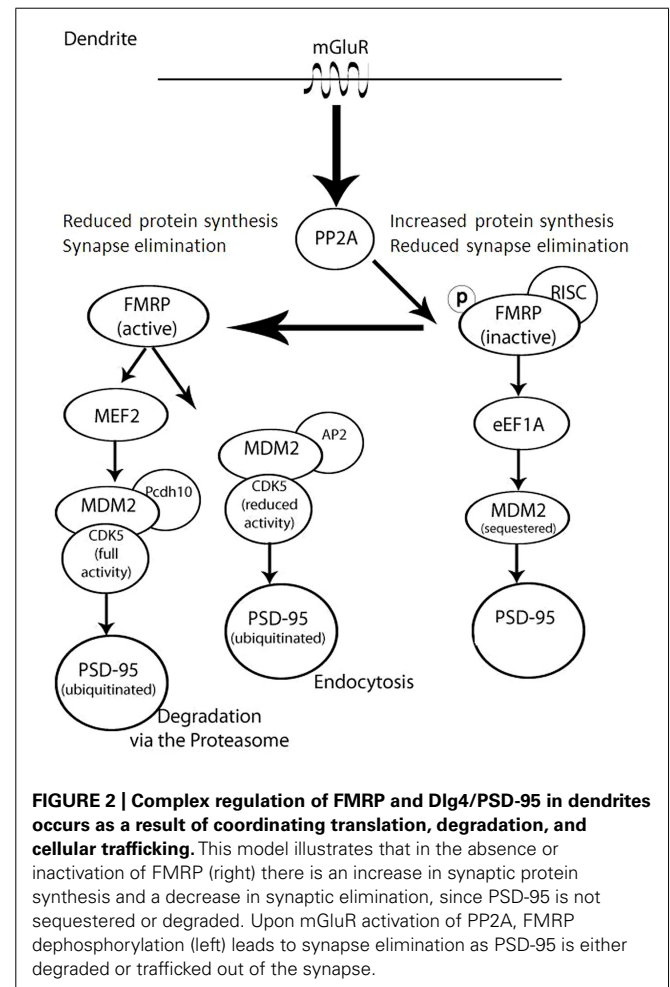 Dendrite
mGluR
Reduced protein synthesis
Synapse elimination
PP2A
Increased protein synthesis
Reduced synapse elimination
FMRP
(active)
p
RISC
FMRP
(inactive)
MEF2
eEF1A
MDM2
AP2
CDK5
(reduced
activity)
MDM2
Pcdh10
CDK5
(full
activity)
MDM2
(sequestered)
PSD-95
(ubiquitinated)
PSD-95
PSD-95
(ubiquitinated)
Endocytosis
Degradation
via the Proteasome
FIGURE 2 | Complex regulation of FMRP and Dlg4/PSD-95 in dendrites
occurs as a result of coordinating translation, degradation, and
cellular trafficking. This model illustrates that in the absence or
inactivation of FMRP (right) there is an increase in synaptic protein
synthesis and a decrease in synaptic elimination, since PSD-95 is not
sequestered or degraded. Upon mGluR activation of PP2A, FMRP
dephosphorylation (left) leads to synapse elimination as PSD-95 is either
degraded or trafficked out of the synapse.